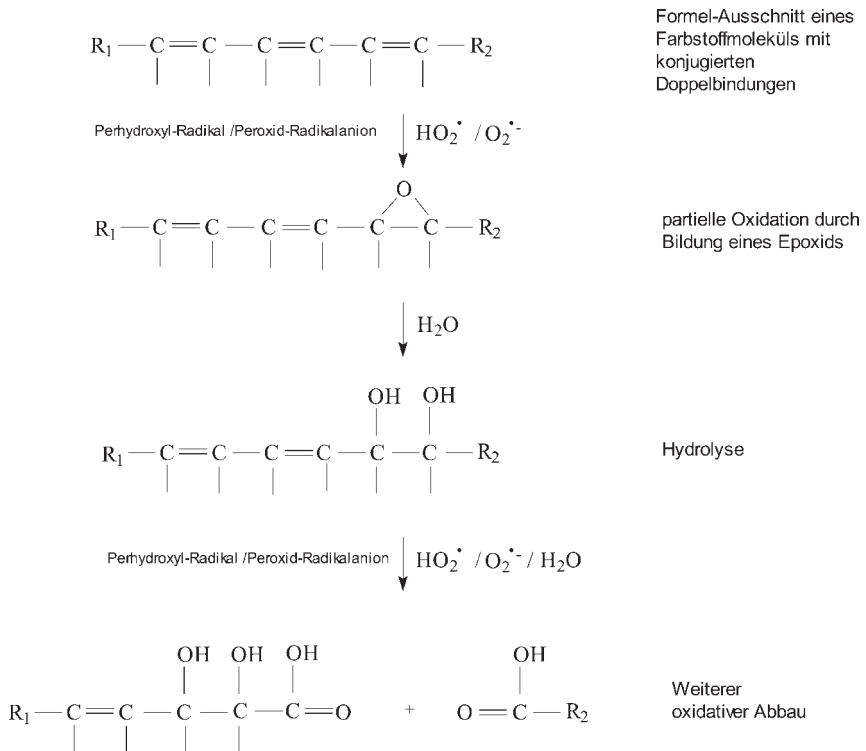 R₁—C=C—C=C—C=C—R₂
Formel-Ausschnitt eines
Farbstoffmoleküls mit
konjugierten
Doppelbindungen
Perhydroxyl-Radikal /Peroxid-Radikalanion
HO₂• / O₂•-
O
R₁—C=C—C=C—C—C—R₂
partielle Oxidation durch
Bildung eines Epoxids
H₂O
OH OH
R₁—C=C—C=C—C—C—R₂
Hydrolyse
Perhydroxyl-Radikal /Peroxid-Radikalanion
HO₂• / O₂•- / H₂O
OH OH OH
OH
R₁—C=C—C—C—C=O + O=C—R₂
Weiterer
oxidativer Abbau